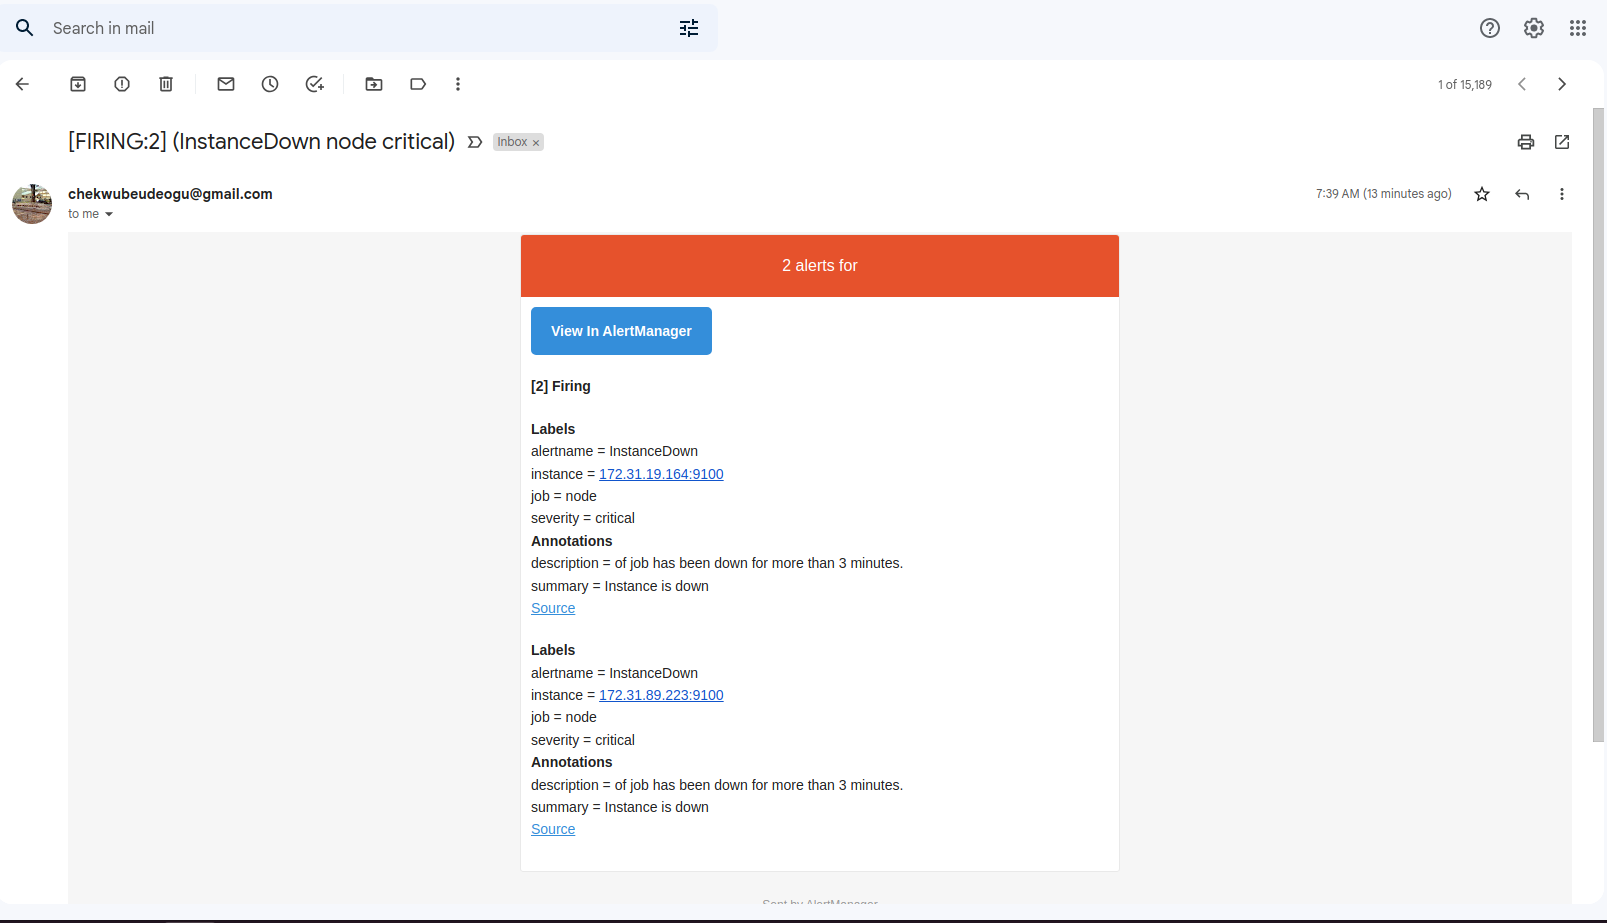 Search in mail
1 of 15,189
[FIRING:2] (InstanceDown node critical) Inbox ×
chekwubeudeogu@gmail.com 7:39 AM (13 minutes ago)
to me
2 alerts for
View In AlertManager
[2] Firing
Labels
alertname = InstanceDown
instance = 172.31.19.164:9100
job = node
severity = critical
Annotations
description = of job has been down for more than 3 minutes.
summary = Instance is down
Source
Labels
alertname = InstanceDown
instance = 172.31.89.223:9100
job = node
severity = critical
Annotations
description = of job has been down for more than 3 minutes.
summary = Instance is down
Source
Sent by AlertManager